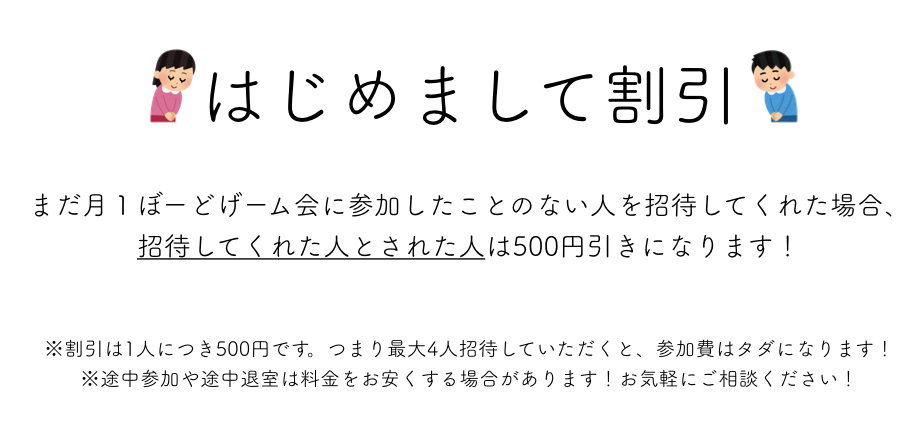 はじめまして割引
まだ月1ぼーどげーム会に参加したことのない人を招待してくれた場合、
招待してくれた人とされた人は500円引きになります！
※割引は1人につき500円です。つまり最大4人招待していただくと、参加費はタダになります！
※途中参加や途中退室は料金をお安くする場合があります！お気軽にご相談ください！